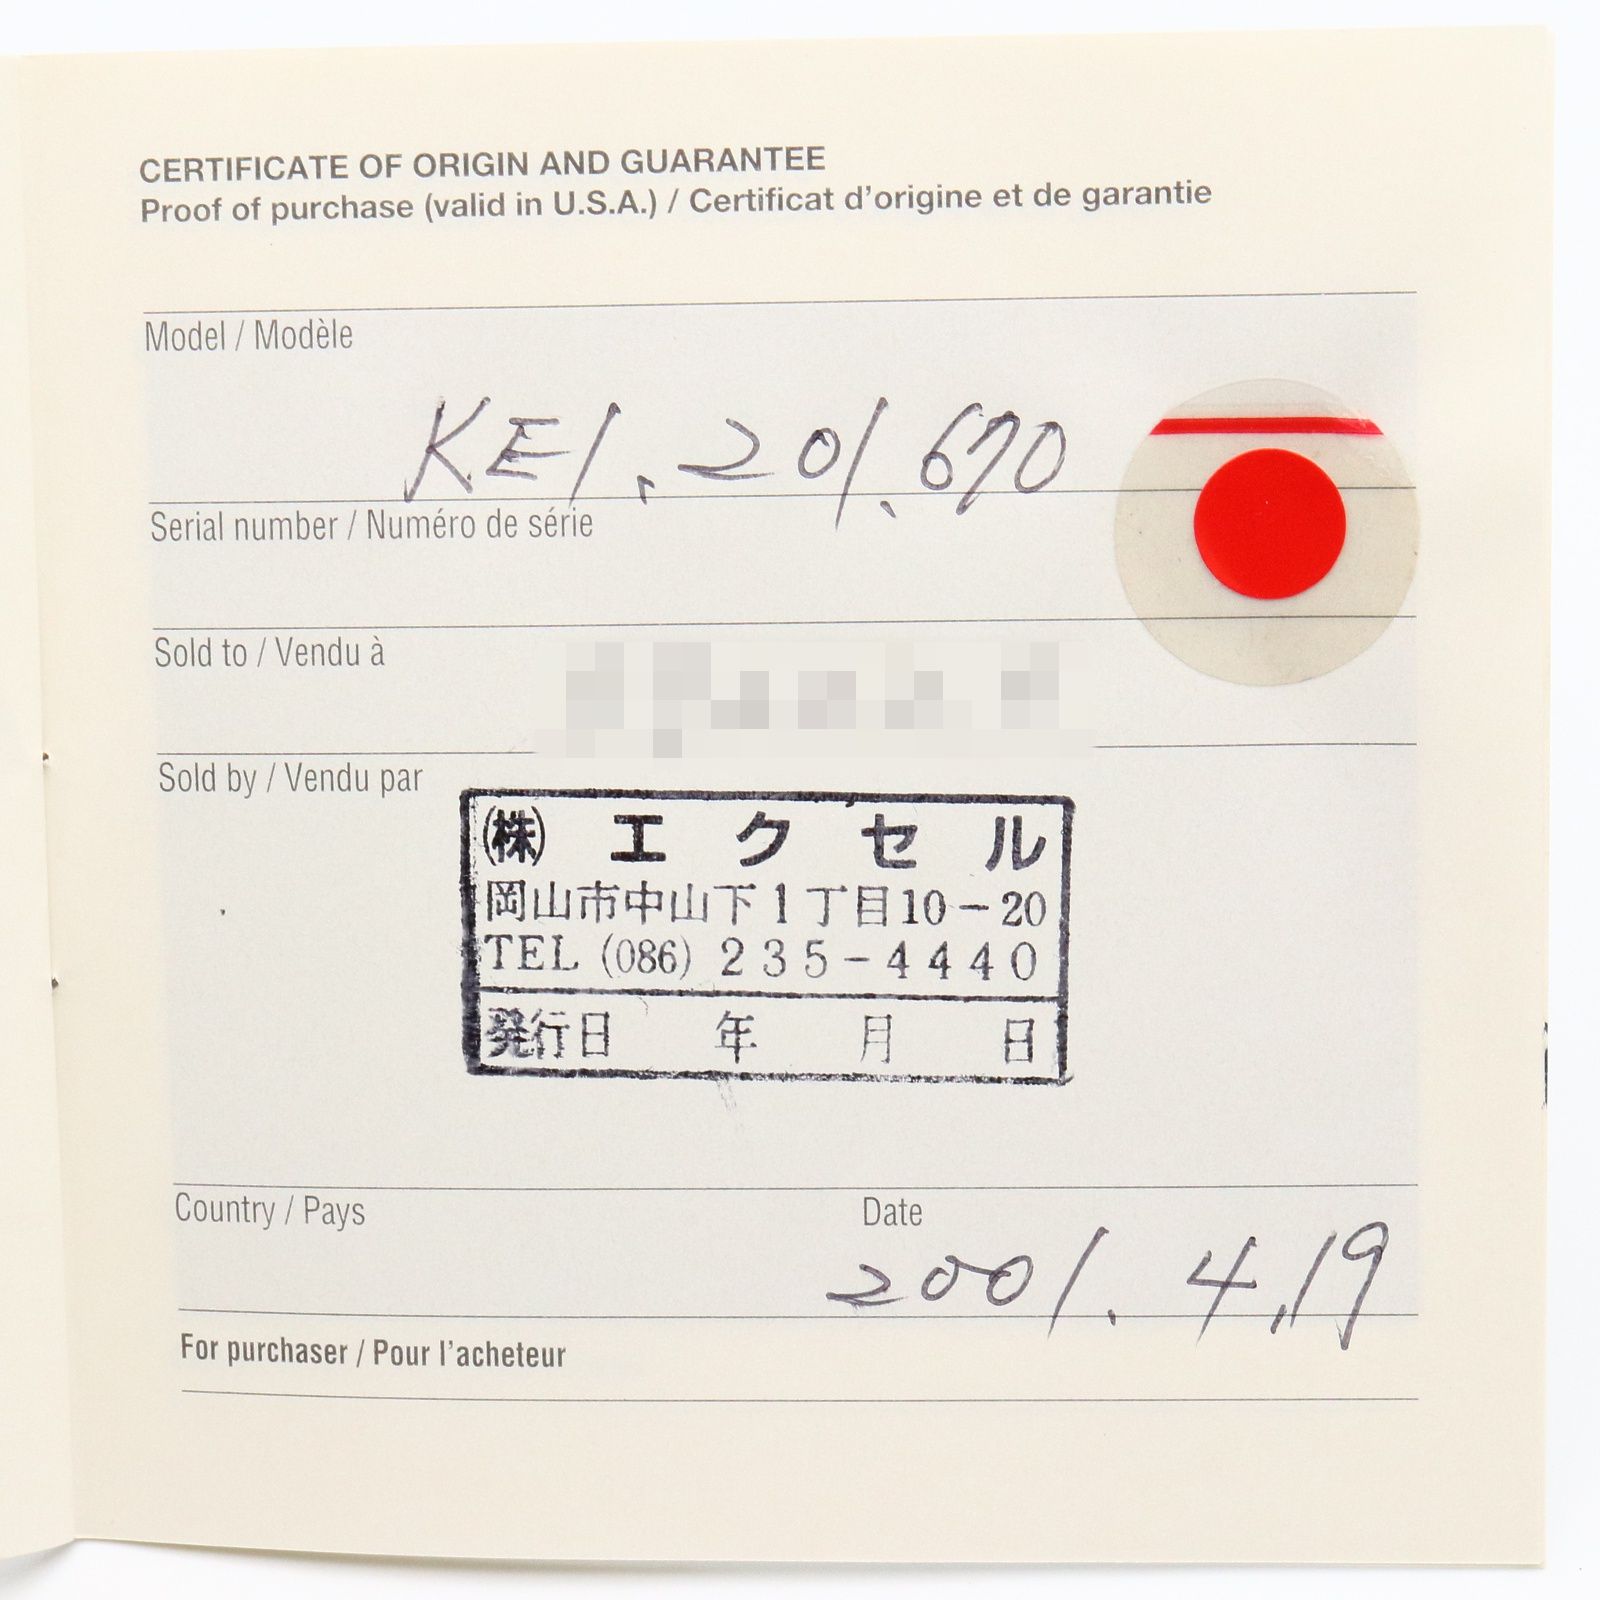 CERTIFICATE OF ORIGIN AND GUARANTEE
Proof of purchase (valid in U.S.A.) / Certificat d'origine et de garantie
Model / Modèle
KE1.201.670
Serial number / Numéro de série
Sold to / Vendu à
Sold by / Vendu par
㈱ エクセル
岡山市中山下1丁目10-20
TEL (086) 235-4440
発行日 年 月 日
Country / Pays
Date
2001. 4,19
For purchaser / Pour l'acheteur